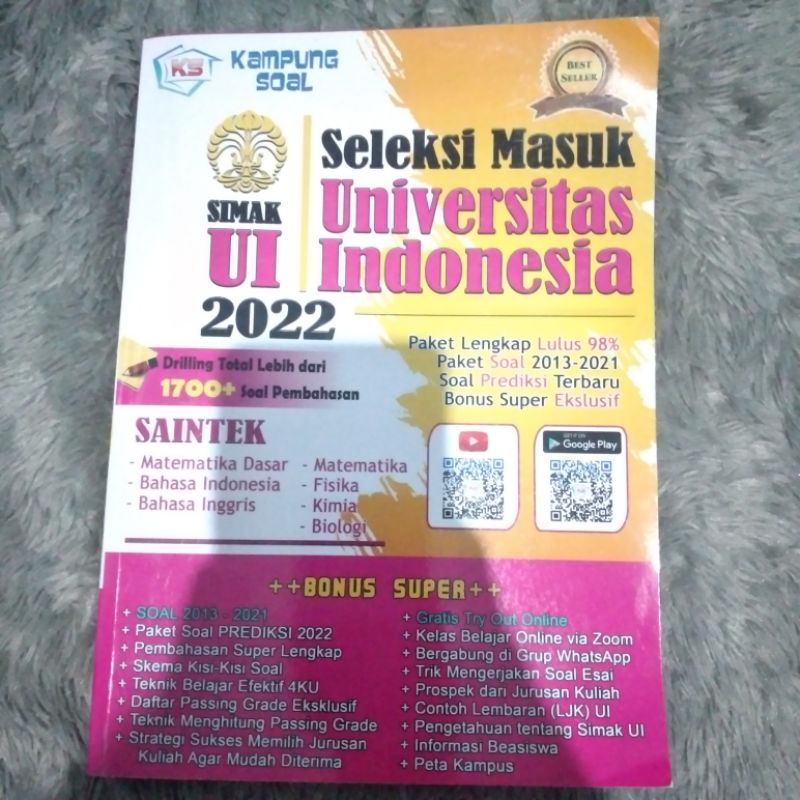 KS
KAMPUNG
SOAL
BEST
SELLER
SIMAK
UI
2022
Seleksi Masuk
Universitas
Indonesia
Paket Lengkap Lulus 98%
Paket Soal 2013-2021
Soal Prediksi Terbaru
Bonus Super Ekslusif
Drilling Total Lebih dari
1700+ Soal Pembahasan
SAINTEK
- Matematika Dasar
- Bahasa Indonesia
- Bahasa Inggris
- Matematika
- Fisika
- Kimia
- Biologi
GET IT ON
Google Play
++BONUS SUPER++
+ SOAL 2013 - 2021
+ Paket Soal PREDIKSI 2022
+ Pembahasan Super Lengkap
+ Skema Kisi-Kisi Soal
+ Teknik Belajar Efektif 4KU
+ Daftar Passing Grade Eksklusif
+ Teknik Menghitung Passing Grade
+ Strategi Sukses Memilih Jurusan
Kuliah Agar Mudah Diterima
+ Gratis Try Out Online
+ Kelas Belajar Online via Zoom
+ Bergabung di Grup WhatsApp
+ Trik Mengerjakan Soal Esai
+ Prospek dari Jurusan Kuliah
+ Contoh Lembaran (LJK) UI
+ Pengetahuan tentang Simak UI
+ Informasi Beasiswa
+ Peta Kampus